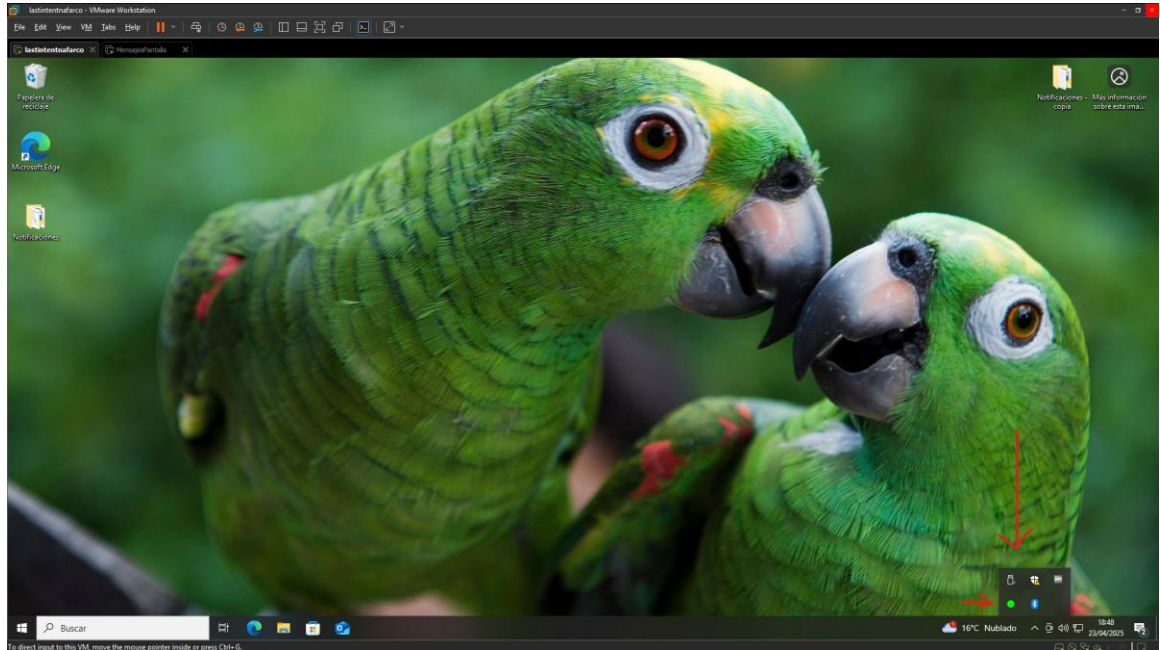 lastintentnafarco - VMware Workstation
File Edit View VM Tabs Help
lastintentnafarco MensajesPantalla
Papelera de
reciclaje
Microsoft Edge
Notificaciones
Notificaciones -
copia
Más información
sobre esta ima...
Buscar
16°C Nublado
18:48
23/04/2025
To direct input to this VM, move the mouse pointer inside or press Ctrl+G.